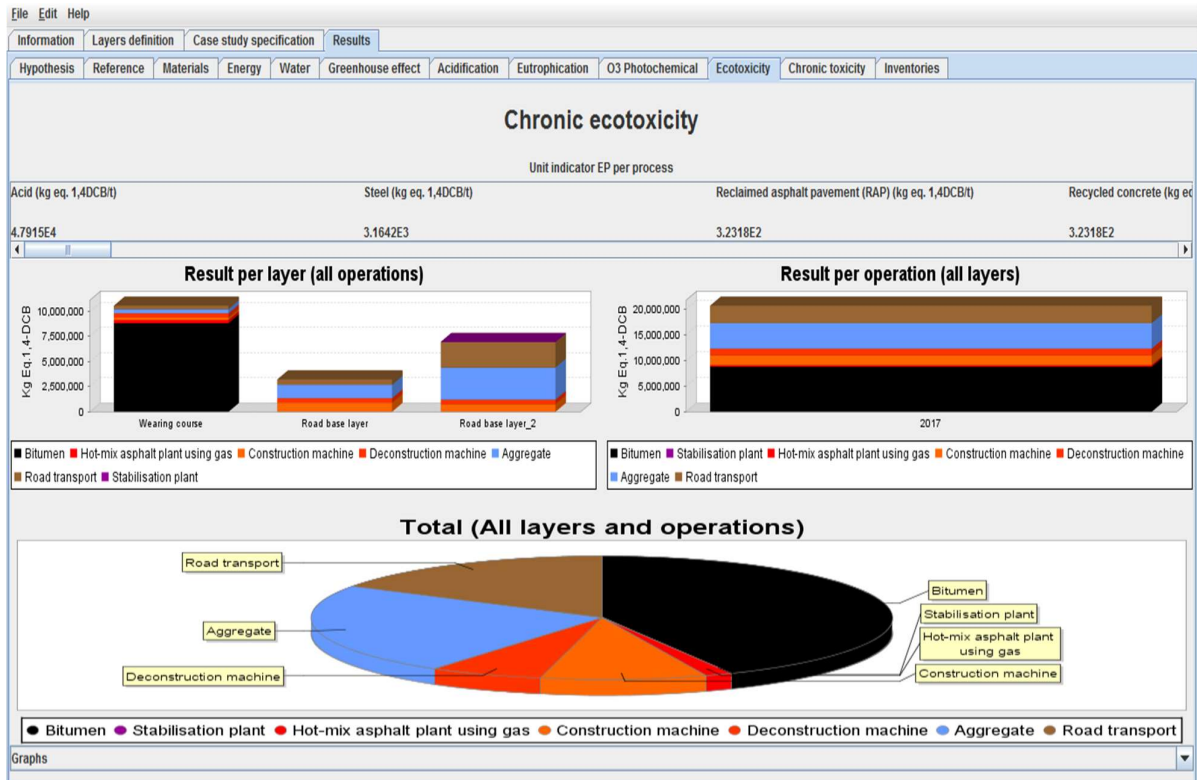 File Edit Help
Information Layers definition Case study specification Results
Hypothesis Reference Materials Energy Water Greenhouse effect Acidification Eutrophication O3 Photochemical Ecotoxicity Chronic toxicity Inventories
Chronic ecotoxicity
Unit indicator EP per process
Acid (kg eq. 1,4DCB/t) Steel (kg eq. 1,4DCB/t) Reclaimed asphalt pavement (RAP) (kg eq. 1,4DCB/t) Recycled concrete (kg eq
4.7915E4 3.1642E3 3.2318E2 3.2318E2
Result per layer (all operations)
Kg Eq.1,4-DCB
10,000,000
7,500,000
5,000,000
2,500,000
0
Wearing course Road base layer Road base layer_2
Bitumen Hot-mix asphalt plant using gas Construction machine Deconstruction machine Aggregate
Road transport Stabilisation plant
Result per operation (all layers)
Kg Eq.1,4-DCB
20,000,000
15,000,000
10,000,000
5,000,000
0
2017
Bitumen Stabilisation plant Hot-mix asphalt plant using gas Construction machine Deconstruction machine
Aggregate Road transport
Total (All layers and operations)
Road transport
Bitumen
Stabilisation plant
Aggregate
Hot-mix asphalt plant
using gas
Deconstruction machine
Construction machine
Bitumen Stabilisation plant Hot-mix asphalt plant using gas Construction machine Deconstruction machine Aggregate Road transport
Graphs